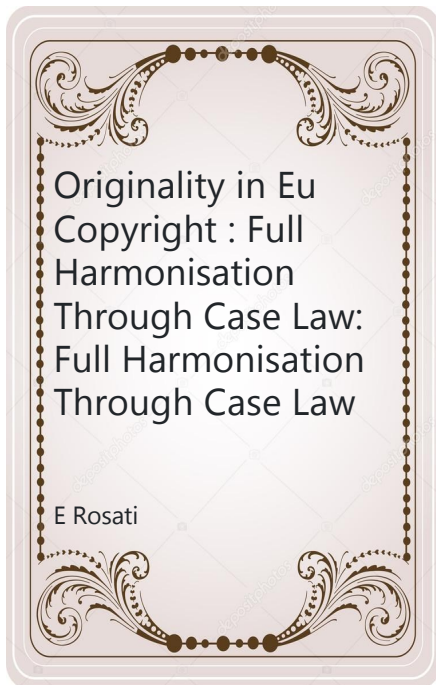 Originality in Eu
Copyright : Full
Harmonisation
Through Case Law:
Full Harmonisation
Through Case Law
E Rosati